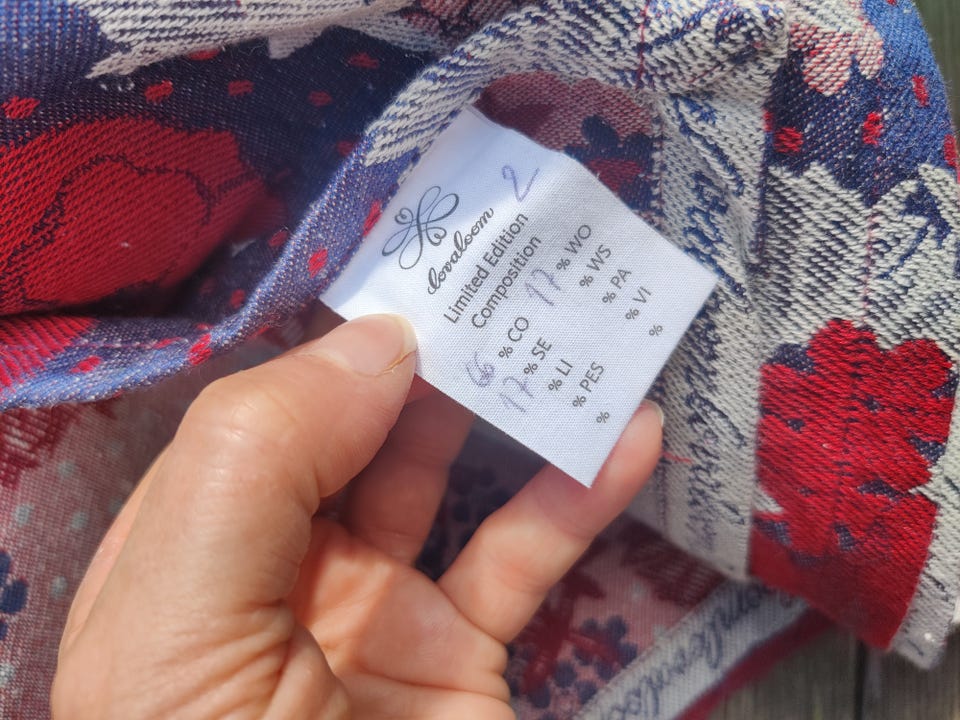 lovaloom 2
Limited Edition
Composition
66 % CO 17 % WO
17 % SE % WS
% LI % PA
% PES % VI
% %